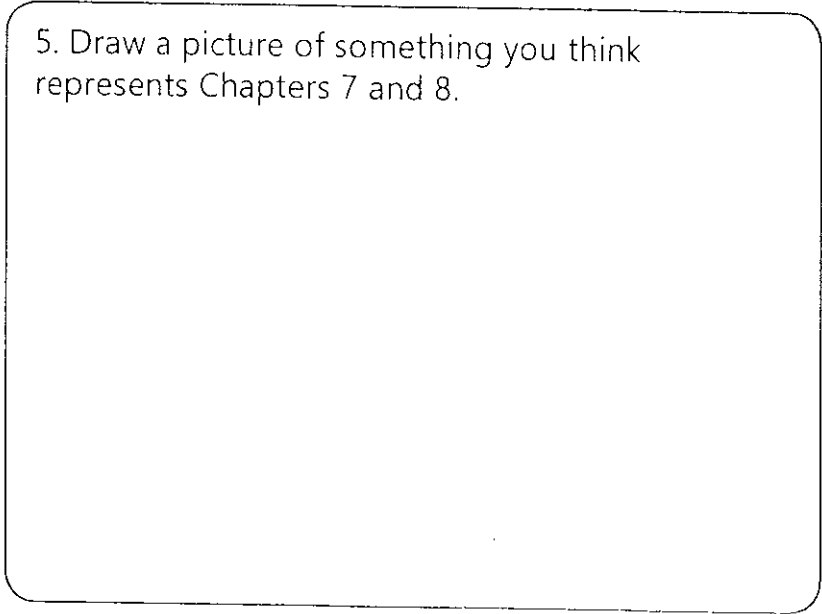 5. Draw a picture of something you think
represents Chapters 7 and 8.